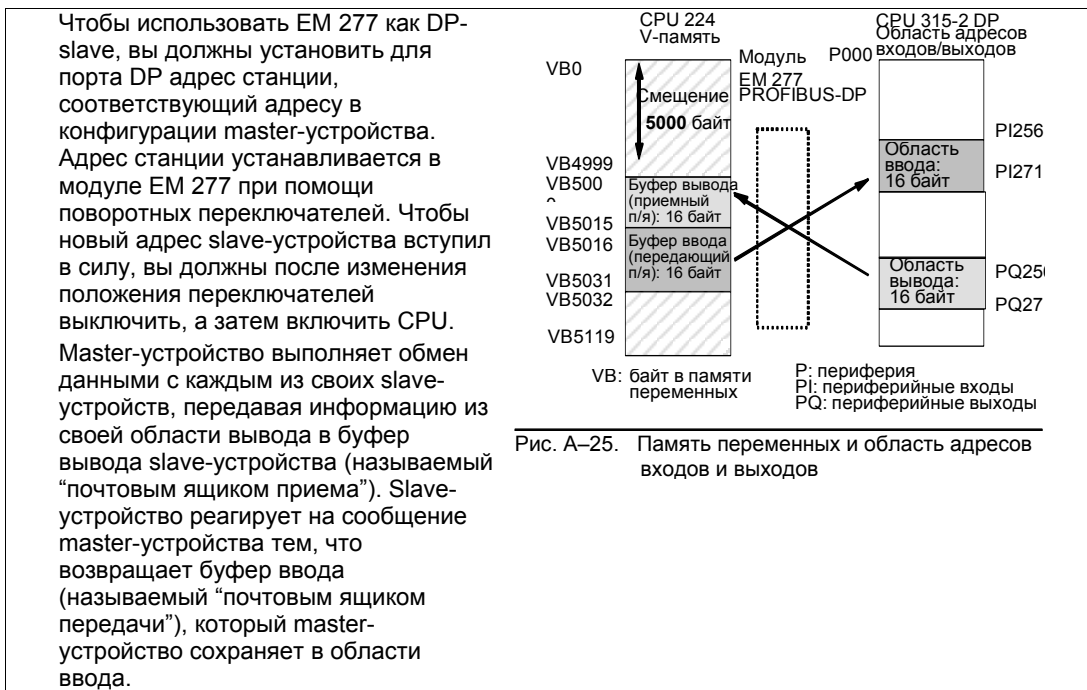 Чтобы использовать EM 277 как DP-
slave, вы должны установить для
порта DP адрес станции,
соответствующий адресу в
конфигурации master-устройства.
Адрес станции устанавливается в
модуле EM 277 при помощи
поворотных переключателей. Чтобы
новый адрес slave-устройства вступил
в силу, вы должны после изменения
положения переключателей
выключить, а затем включить CPU.
Master-устройство выполняет обмен
данными с каждым из своих slave-
устройств, передавая информацию из
своей области вывода в буфер
вывода slave-устройства (называемый
“почтовым ящиком приема”). Slave-
устройство реагирует на сообщение
master-устройства тем, что
возвращает буфер ввода
(называемый “почтовым ящиком
передачи”), который master-
устройство сохраняет в области
ввода.
CPU 224
V-память
VB0
Смещение
5000 байт
VB4999
VB500
Буфер вывода
(приемный
п/я): 16 байт
VB5015
VB5016
Буфер ввода
(передающий
п/я): 16 байт
VB5031
VB5032
VB5119
VB: байт в памяти
переменных
Модуль
EM 277
PROFIBUS-DP
CPU 315-2 DP
Область адресов
входов/выходов
P000
PI256
Область
ввода:
16 байт
PI271
Область
вывода:
16 байт
PQ256
PQ27
P: периферия
PI: периферийные входы
PQ: периферийные выходы
Рис. A–25. Память переменных и область адресов
входов и выходов